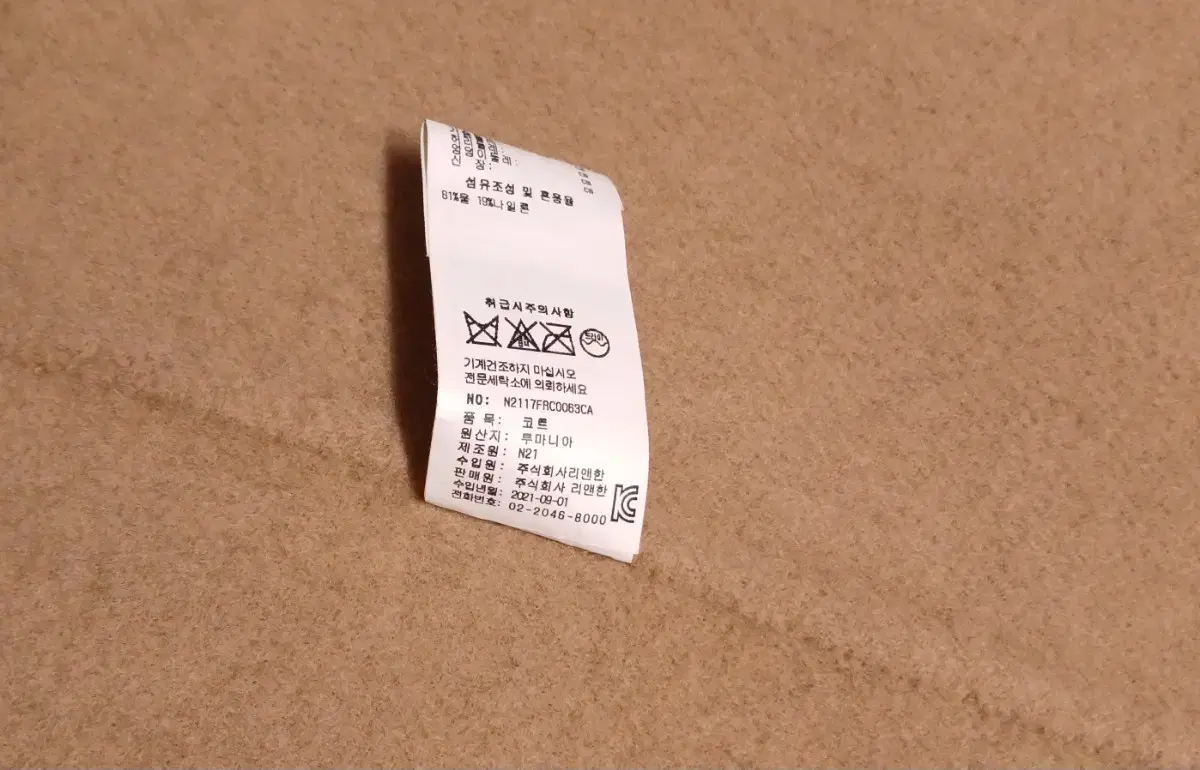 섬유조성 및 혼용율
81%울 19%나일론
취급시주의사항
드라이
기계건조하지 마십시오
전문세탁소에 의뢰하세요
NO: N2117FRC0063CA
품 목: 코트
원산지: 루마니아
제조원: N21
수입원: 주식회사리앤한
판매원: 주식회사 리앤한
수입년월: 2021-09-01
전화번호: 02-2046-8000